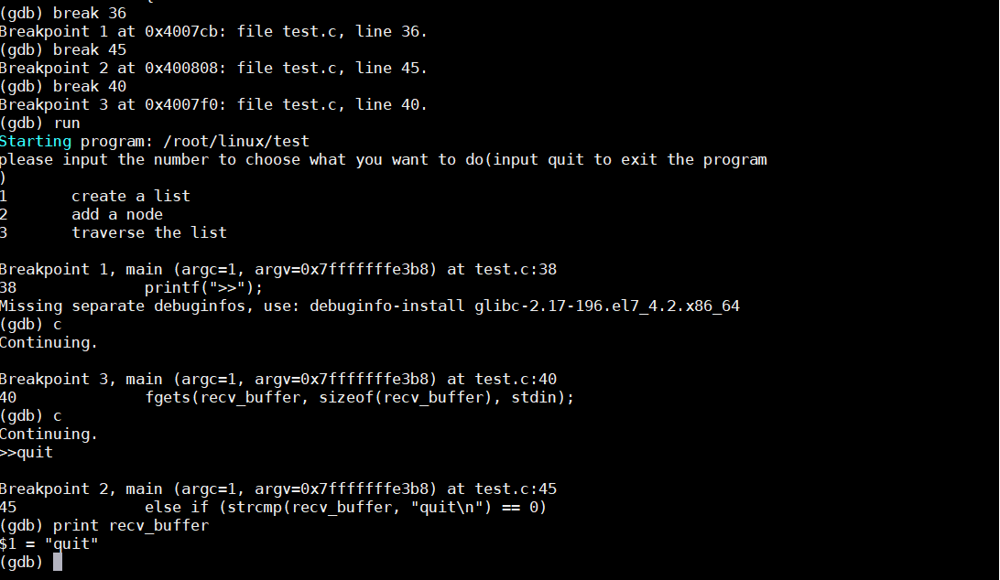 (gdb) break 36
Breakpoint 1 at 0x4007cb: file test.c, line 36.
(gdb) break 45
Breakpoint 2 at 0x400808: file test.c, line 45.
(gdb) break 40
Breakpoint 3 at 0x4007f0: file test.c, line 40.
(gdb) run
Starting program: /root/linux/test
please input the number to choose what you want to do(input quit to exit the program
)
1       create a list
2       add a node
3       traverse the list
Breakpoint 1, main (argc=1, argv=0x7fffffffe3b8) at test.c:38
38              printf(">>");
Missing separate debuginfos, use: debuginfo-install glibc-2.17-196.el7_4.2.x86_64
(gdb) c
Continuing.
Breakpoint 3, main (argc=1, argv=0x7fffffffe3b8) at test.c:40
40              fgets(recv_buffer, sizeof(recv_buffer), stdin);
(gdb) c
Continuing.
>>quit
Breakpoint 2, main (argc=1, argv=0x7fffffffe3b8) at test.c:45
45              else if (strcmp(recv_buffer, "quit\n") == 0)
(gdb) print recv_buffer
$1 = "quit"
(gdb)